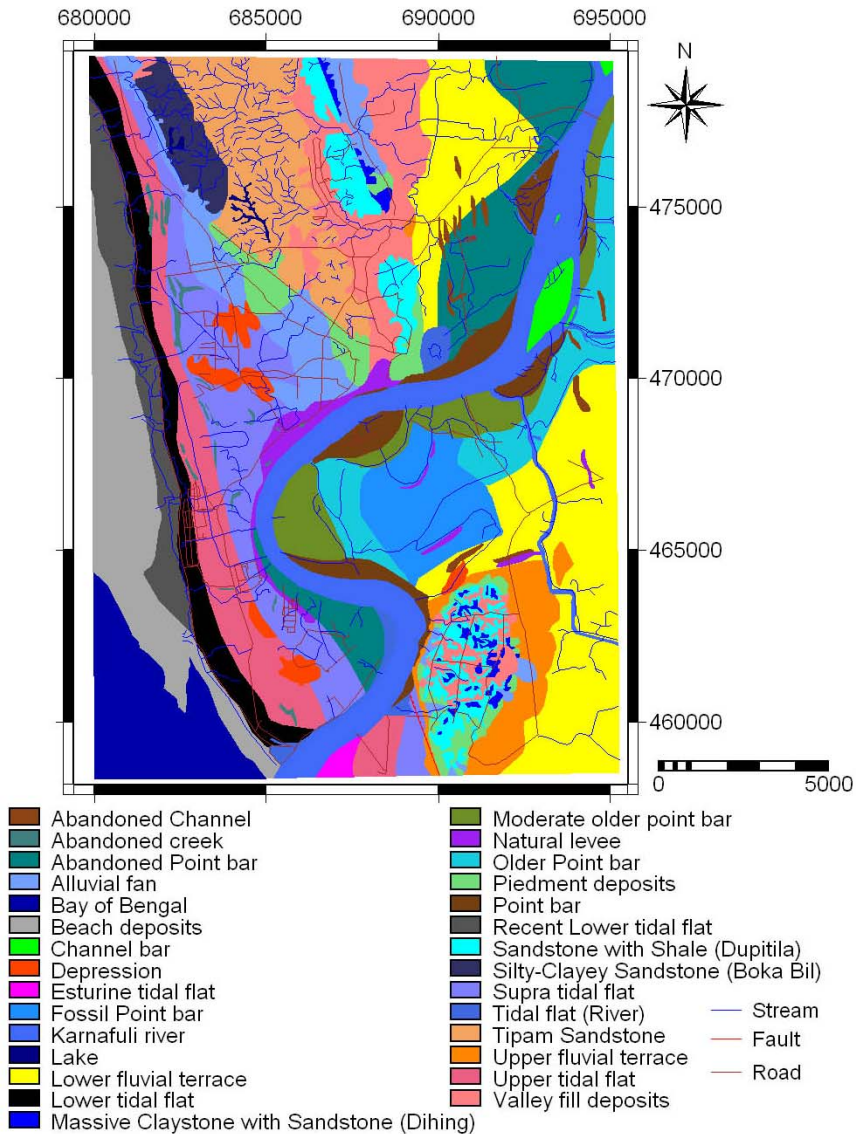 680000 685000 690000 695000
N
475000
470000
465000
460000
0 5000
Abandoned Channel
Abandoned creek
Abandoned Point bar
Alluvial fan
Bay of Bengal
Beach deposits
Channel bar
Depression
Esturine tidal flat
Fossil Point bar
Karnafuli river
Lake
Lower fluvial terrace
Lower tidal flat
Massive Claystone with Sandstone (Dihing)
Moderate older point bar
Natural levee
Older Point bar
Piedment deposits
Point bar
Recent Lower tidal flat
Sandstone with Shale (Dupitila)
Silty-Clayey Sandstone (Boka Bil)
Supra tidal flat
Tidal flat (River)
Tipam Sandstone
Upper fluvial terrace
Upper tidal flat
Valley fill deposits
Stream
Fault
Road